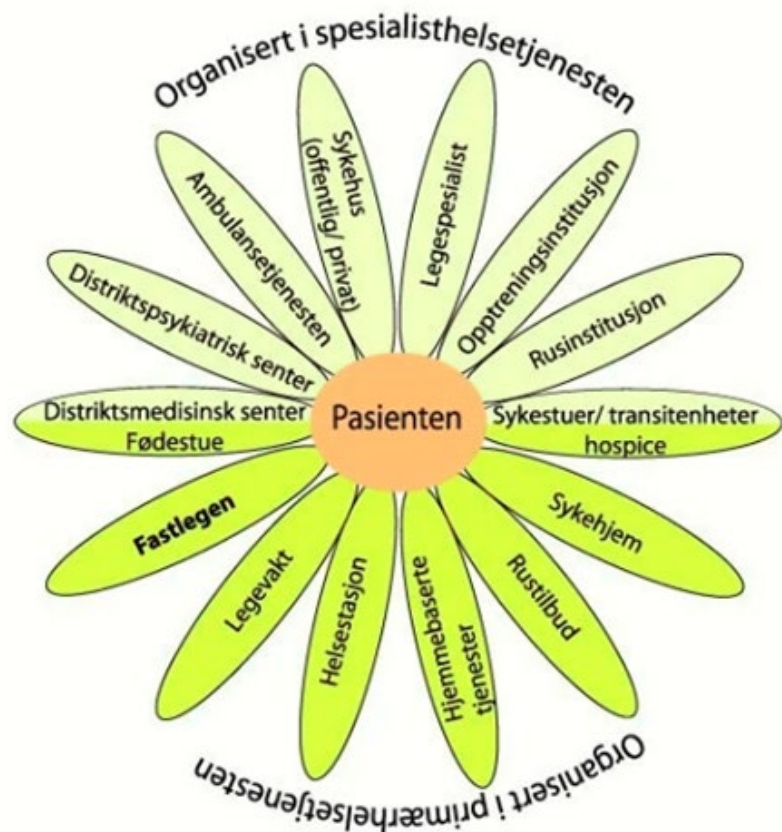 Organisert i spesialisthelsetjenesten
Sykehus
(offentlig/ privat)
Legespesialist
Ambulansetjenesten
Opptreningsinstitusjon
Distriktspsykiatrisk senter
Rusinstitusjon
Distriktsmedisinsk senter
Fødestue
Pasienten
Sykestuer/ transitenheter
hospice
Fastlegen
Sykehjem
Legevakt
Rustilbud
Helsestasjon
Hjemmebaserte
tjenester
Organisert i primærhelsetjenesten